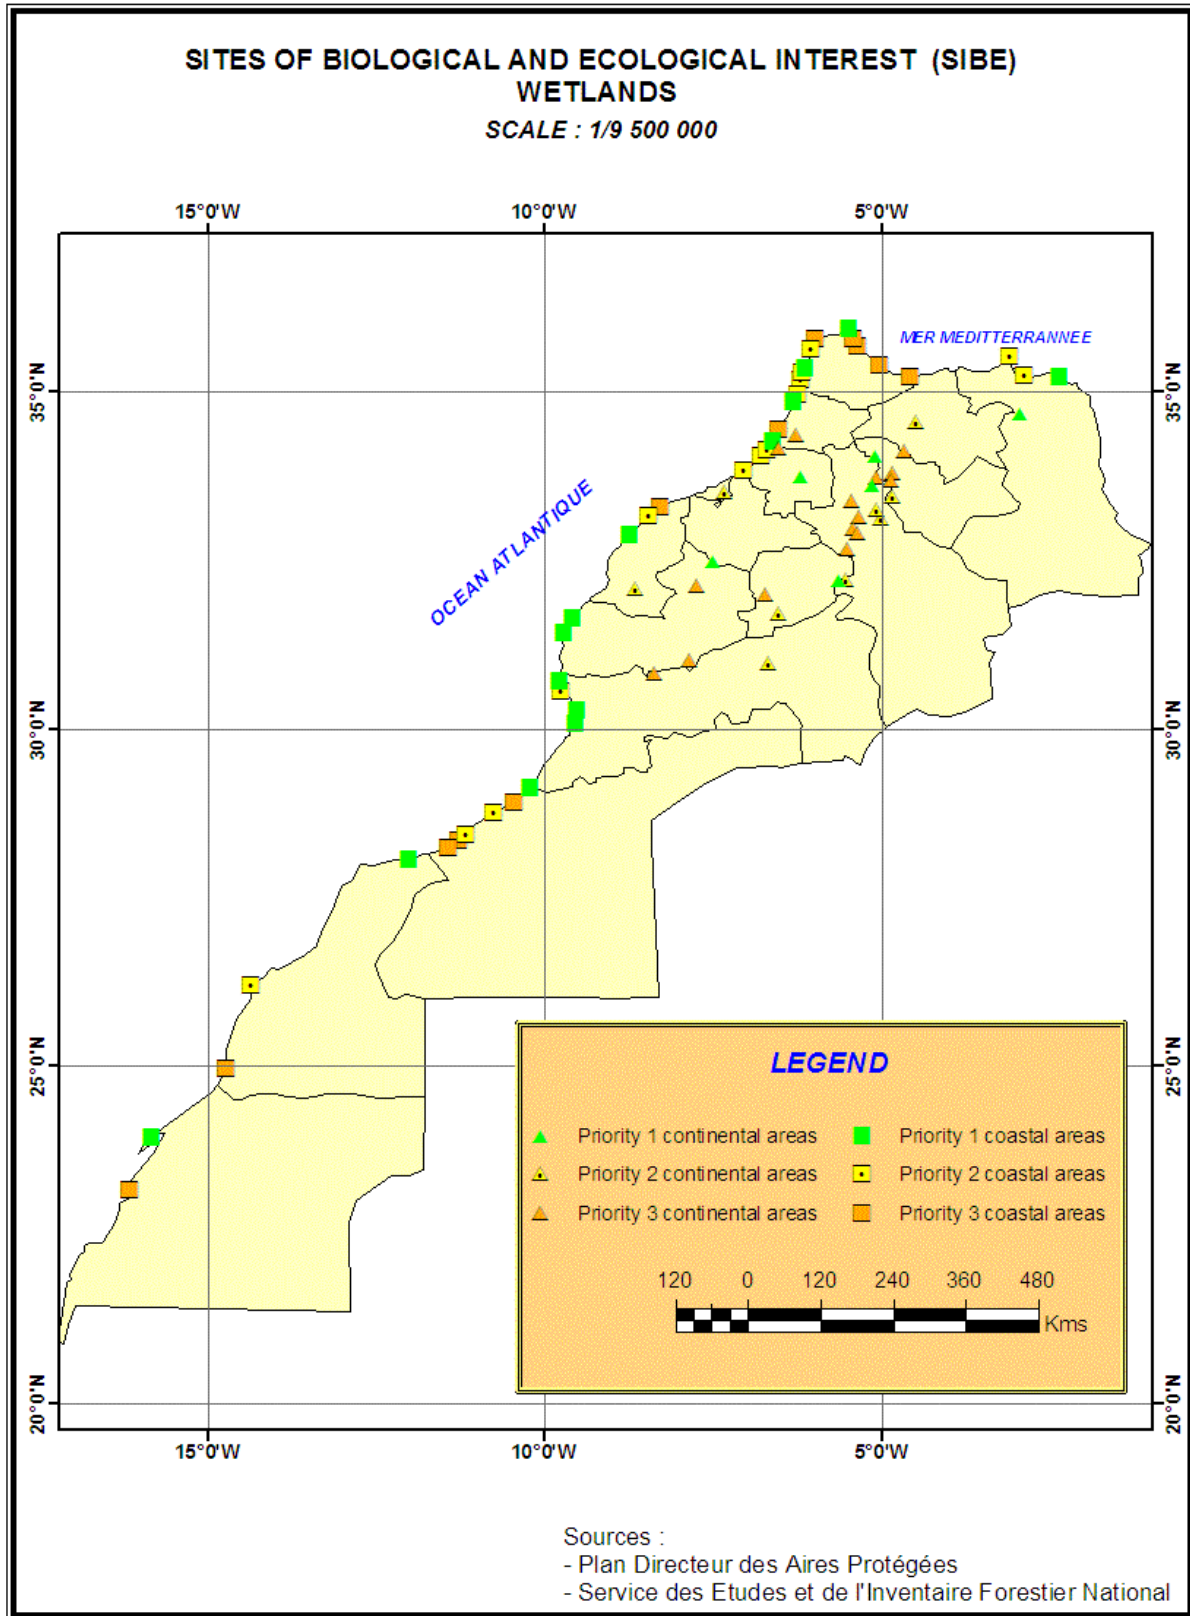 SITES OF BIOLOGICAL AND ECOLOGICAL INTEREST (SIBE)
WETLANDS
SCALE : 1/9 500 000
15°0'W 10°0'W 5°0'W
MER MEDITTERRANNEE
35°0'N 35°0'N
OCEAN ATLANTIQUE
30°0'N 30°0'N
25°0'N 25°0'N
LEGEND
Priority 1 continental areas Priority 1 coastal areas
Priority 2 continental areas Priority 2 coastal areas
Priority 3 continental areas Priority 3 coastal areas
120 0 120 240 360 480
Kms
20°0'N 20°0'N
15°0'W 10°0'W 5°0'W
Sources :
- Plan Directeur des Aires Protégées
- Service des Etudes et de l'Inventaire Forestier National